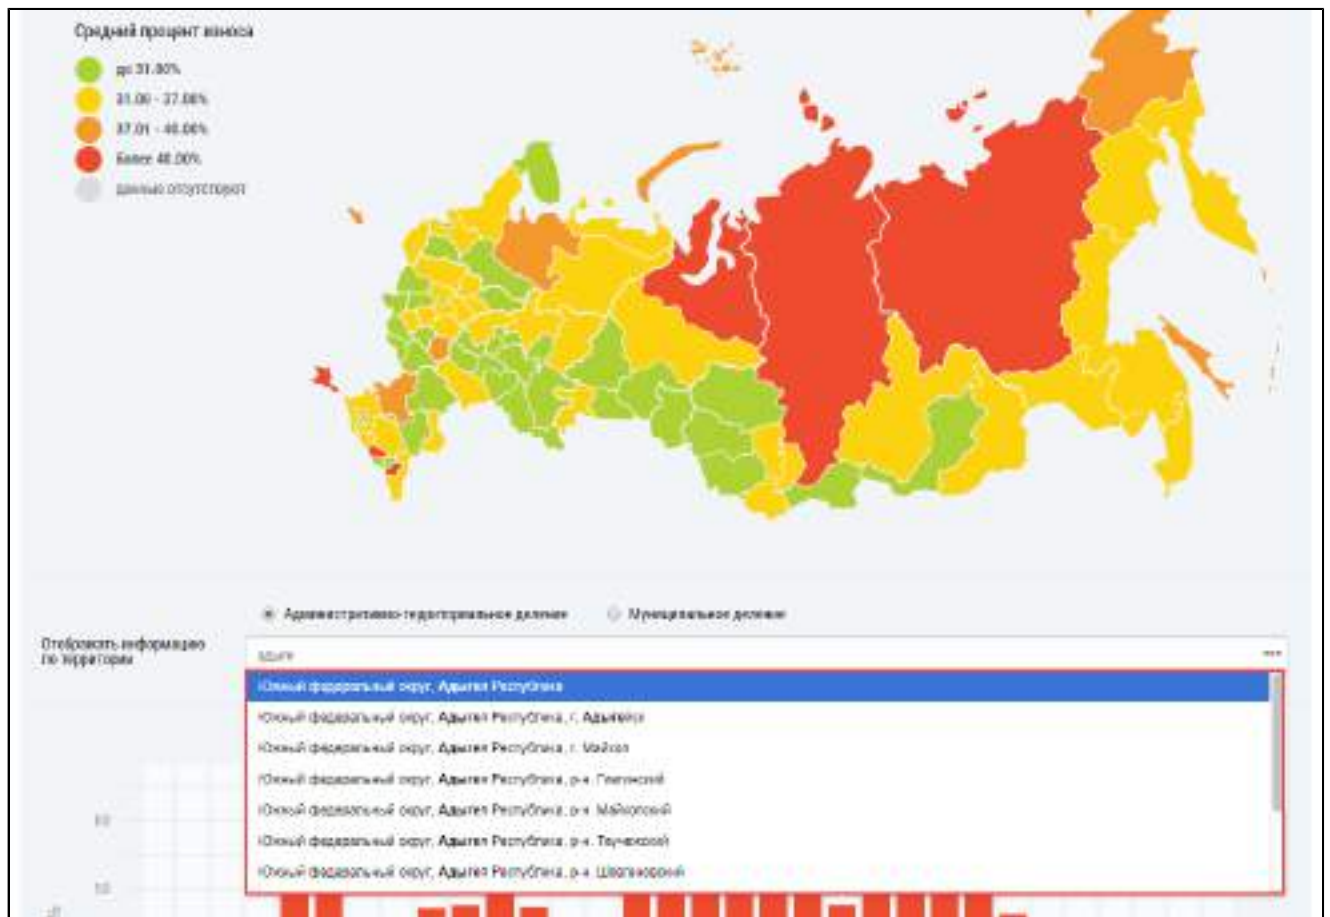 Средний процент износа
до 31.00%
31.00 - 37.00%
37.01 - 40.00%
Более 40.00%
данные отсутствуют
Административно-территориальное деление
Муниципальное деление
Отображать информацию
по территории
адыге
Южный федеральный округ, Адыгея Республика
Южный федеральный округ, Адыгея Республика, г. Адыгейск
Южный федеральный округ, Адыгея Республика, г. Майкоп
Южный федеральный округ, Адыгея Республика, р-н. Гиагинский
Южный федеральный округ, Адыгея Республика, р-н. Майкопский
Южный федеральный округ, Адыгея Республика, р-н. Теучежский
Южный федеральный округ, Адыгея Республика, р-н. Шовгеновский